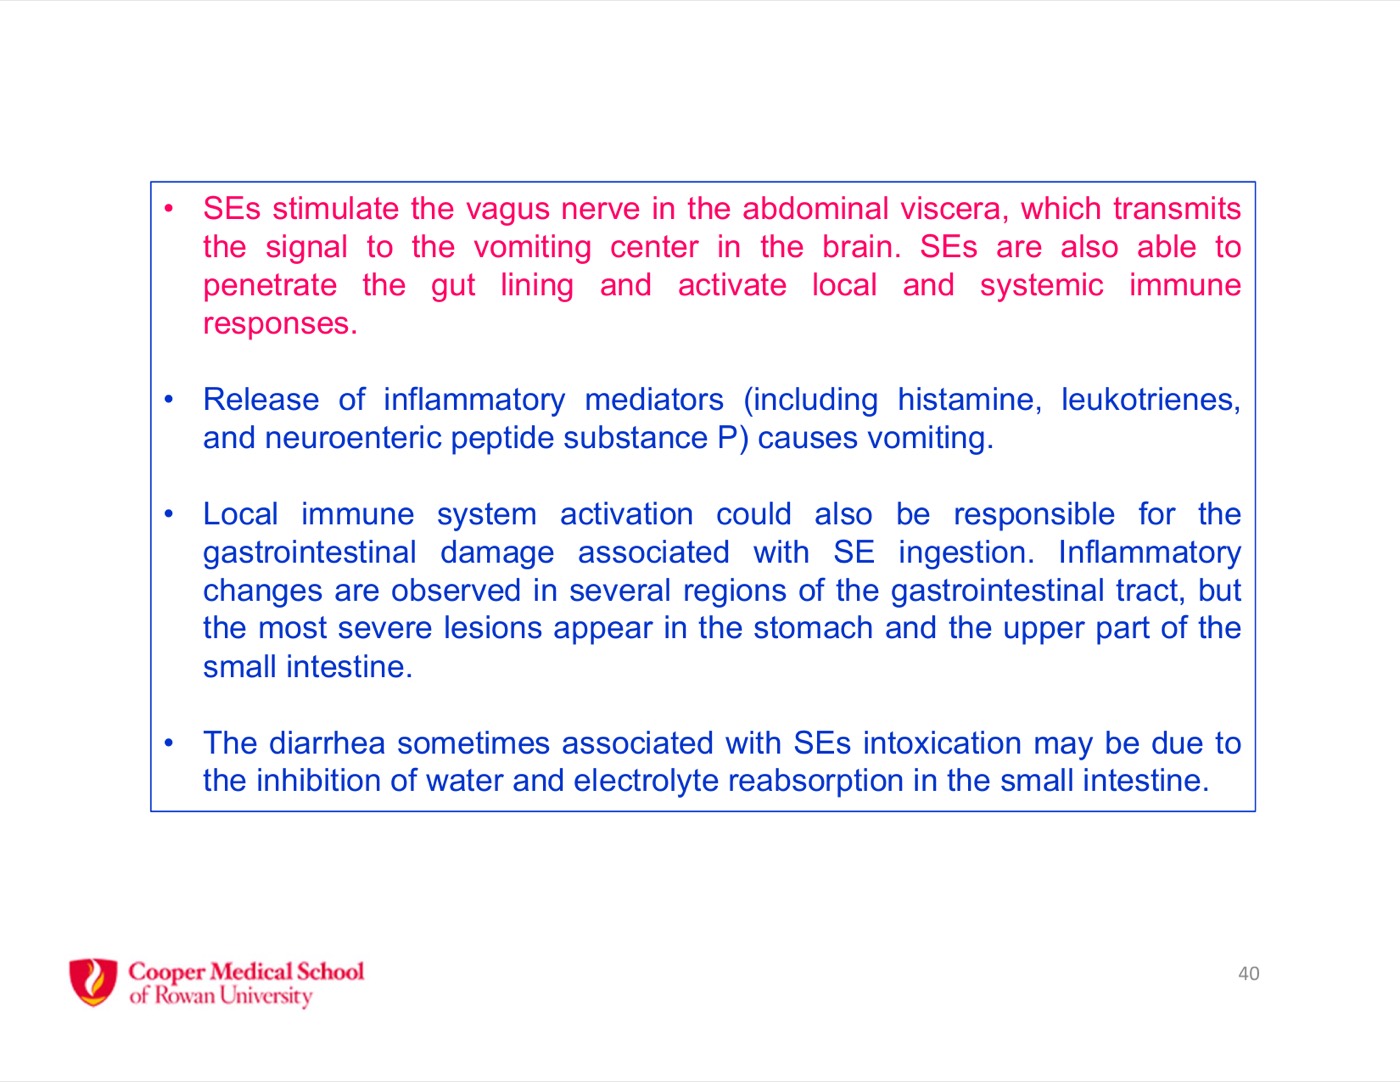 • SEs stimulate the vagus nerve in the abdominal viscera, which transmits
the signal to the vomiting center in the brain. SEs are also able to
penetrate the gut lining and activate local and systemic immune
responses.
• Release of inflammatory mediators (including histamine, leukotrienes,
and neuroenteric peptide substance P) causes vomiting.
• Local immune system activation could also be responsible for the
gastrointestinal damage associated with SE ingestion. Inflammatory
changes are observed in several regions of the gastrointestinal tract, but
the most severe lesions appear in the stomach and the upper part of the
small intestine.
• The diarrhea sometimes associated with SEs intoxication may be due to
the inhibition of water and electrolyte reabsorption in the small intestine.
Cooper Medical School
of Rowan University
40